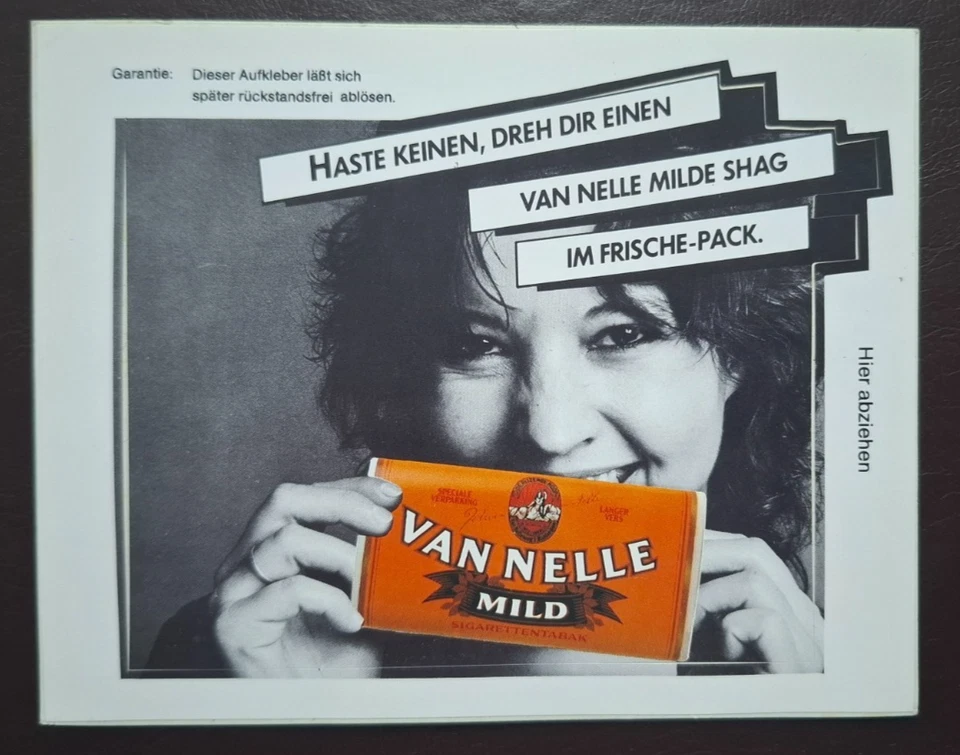 Garantie: Dieser Aufkleber läßt sich
später rückstandsfrei ablösen.
HASTE KEINEN, DREH DIR EINEN
VAN NELLE MILDE SHAG
IM FRISCHE-PACK.
Hier abziehen
SPECIALE
VERPAKKING
LANGER
VERS
VAN NELLE
MILD
SIGARETTENTABAK